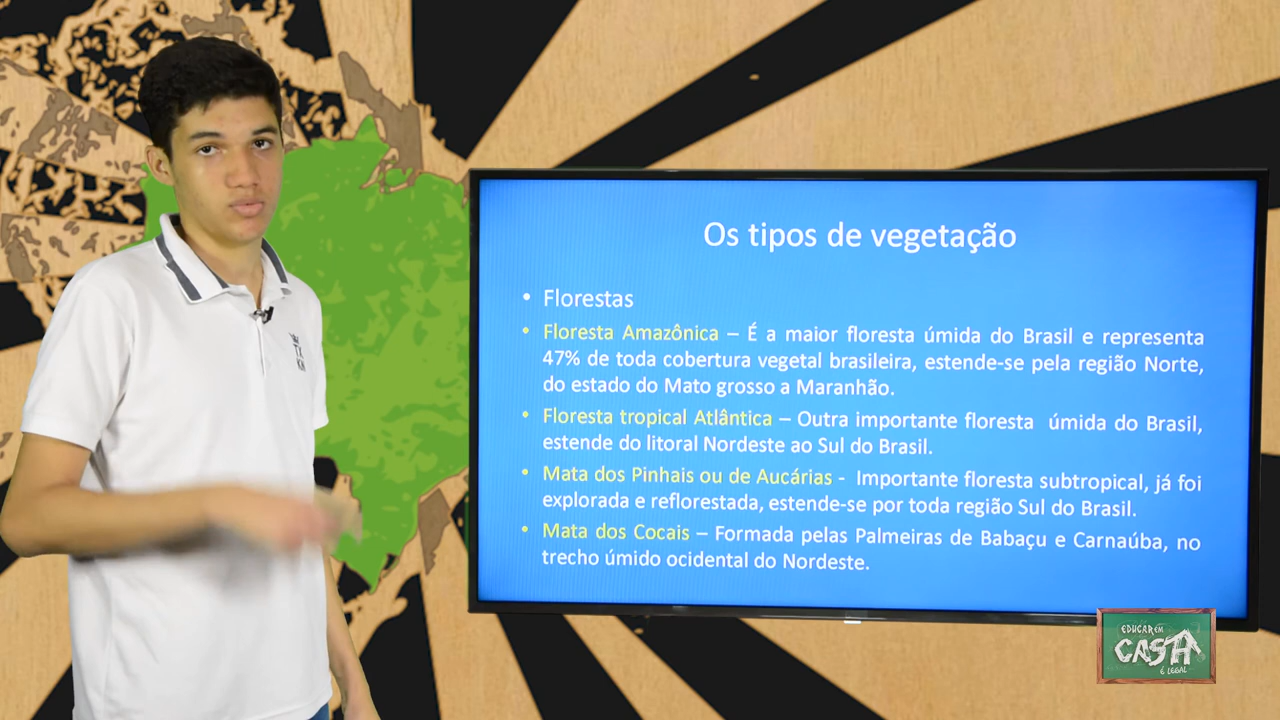 Os tipos de vegetação
• Florestas
• Floresta Amazônica – É a maior floresta úmida do Brasil e representa
47% de toda cobertura vegetal brasileira, estende-se pela região Norte,
do estado do Mato grosso a Maranhão.
• Floresta tropical Atlântica – Outra importante floresta úmida do Brasil,
estende do litoral Nordeste ao Sul do Brasil.
• Mata dos Pinhais ou de Aucárias - Importante floresta subtropical, já foi
explorada e reflorestada, estende-se por toda região Sul do Brasil.
• Mata dos Cocais – Formada pelas Palmeiras de Babaçu e Carnaúba, no
trecho úmido ocidental do Nordeste.
EDUCAR EM
CASA
É LEGAL